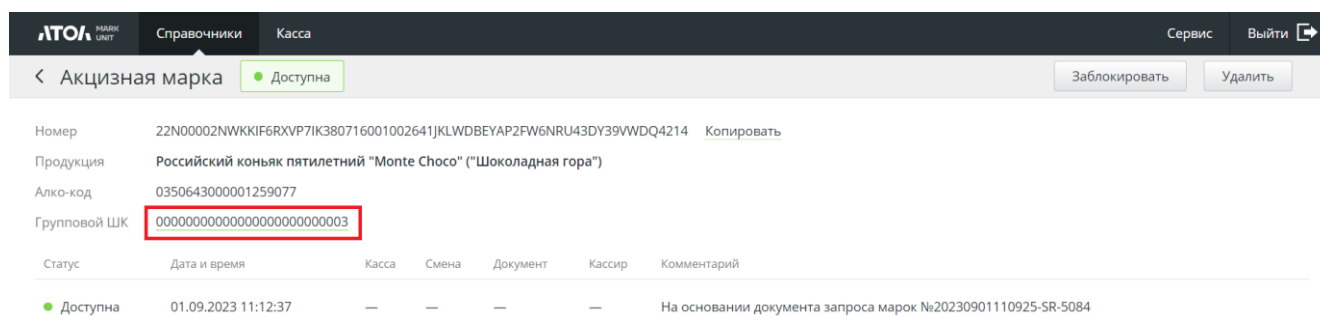 АТОЛ MARK UNIT Справочники Касса Сервис Выйти
Акцизная марка Доступна Заблокировать Удалить
Номер 22N00002NWKKIF6RXVP7IK380716001002641JKLWDBEYAP2FW6NRU43DY39VWDQ4214 Копировать
Продукция Российский коньяк пятилетний "Monte Choco" ("Шоколадная гора")
Алко-код 0350643000001259077
Групповой ШК 00000000000000000000000003
Статус Дата и время Касса Смена Документ Кассир Комментарий
Доступна 01.09.2023 11:12:37 — — — — На основании документа запроса марок №20230901110925-SR-5084